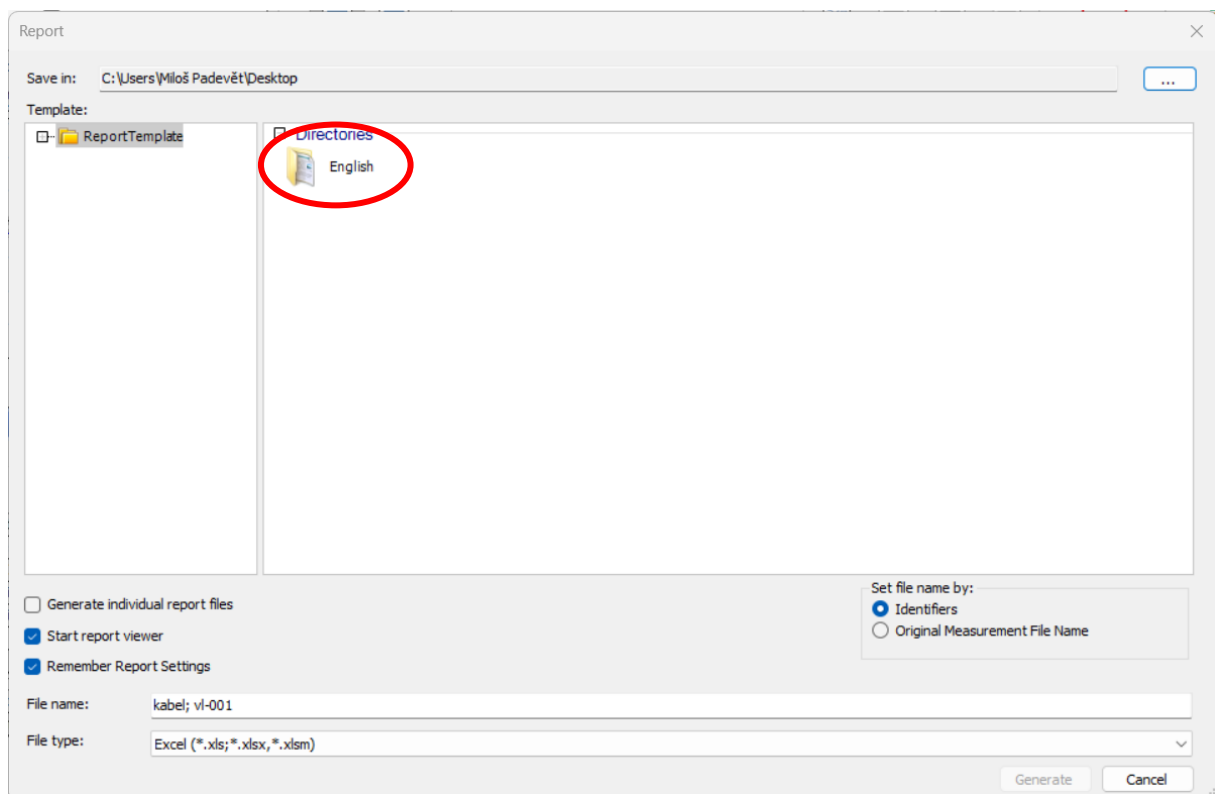 Report
Save in: C:\Users\Miloš Padevět\Desktop ...
Template:
ReportTemplate
Directories
English
Generate individual report files
Start report viewer
Remember Report Settings
Set file name by:
Identifiers
Original Measurement File Name
File name: kabel; vl-001
File type: Excel (*.xls;*.xlsx,*.xlsm)
Generate Cancel